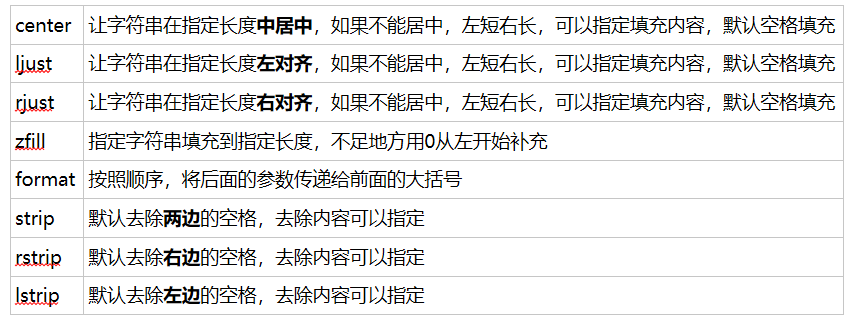 center 让字符串在指定长度中居中，如果不能居中，左短右长，可以指定填充内容，默认空格填充
ljust 让字符串在指定长度左对齐，如果不能居中，左短右长，可以指定填充内容，默认空格填充
rjust 让字符串在指定长度右对齐，如果不能居中，左短右长，可以指定填充内容，默认空格填充
zfill 指定字符串填充到指定长度，不足地方用0从左开始补充
format 按照顺序，将后面的参数传递给前面的大括号
strip 默认去除两边的空格，去除内容可以指定
rstrip 默认去除右边的空格，去除内容可以指定
lstrip 默认去除左边的空格，去除内容可以指定